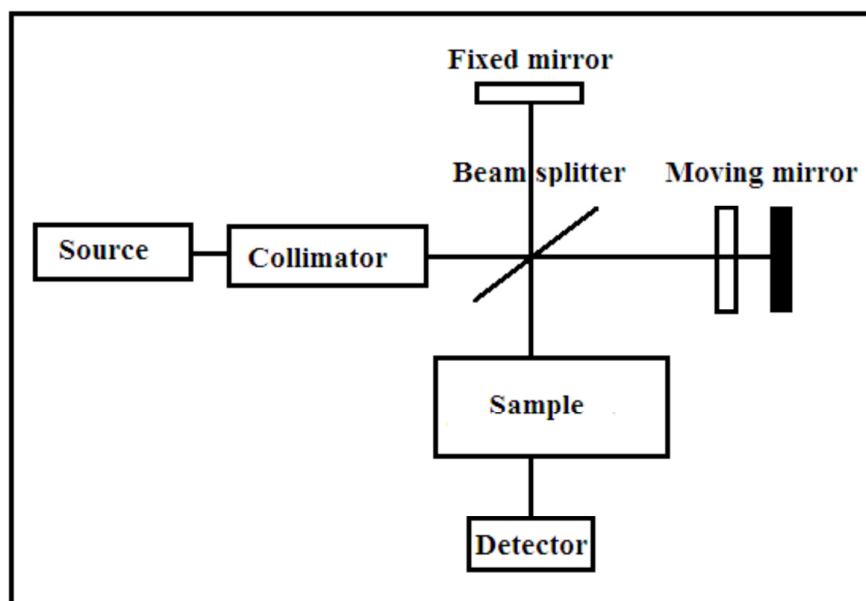 Fixed mirror
Beam splitter
Moving mirror
Source
Collimator
Sample
Detector